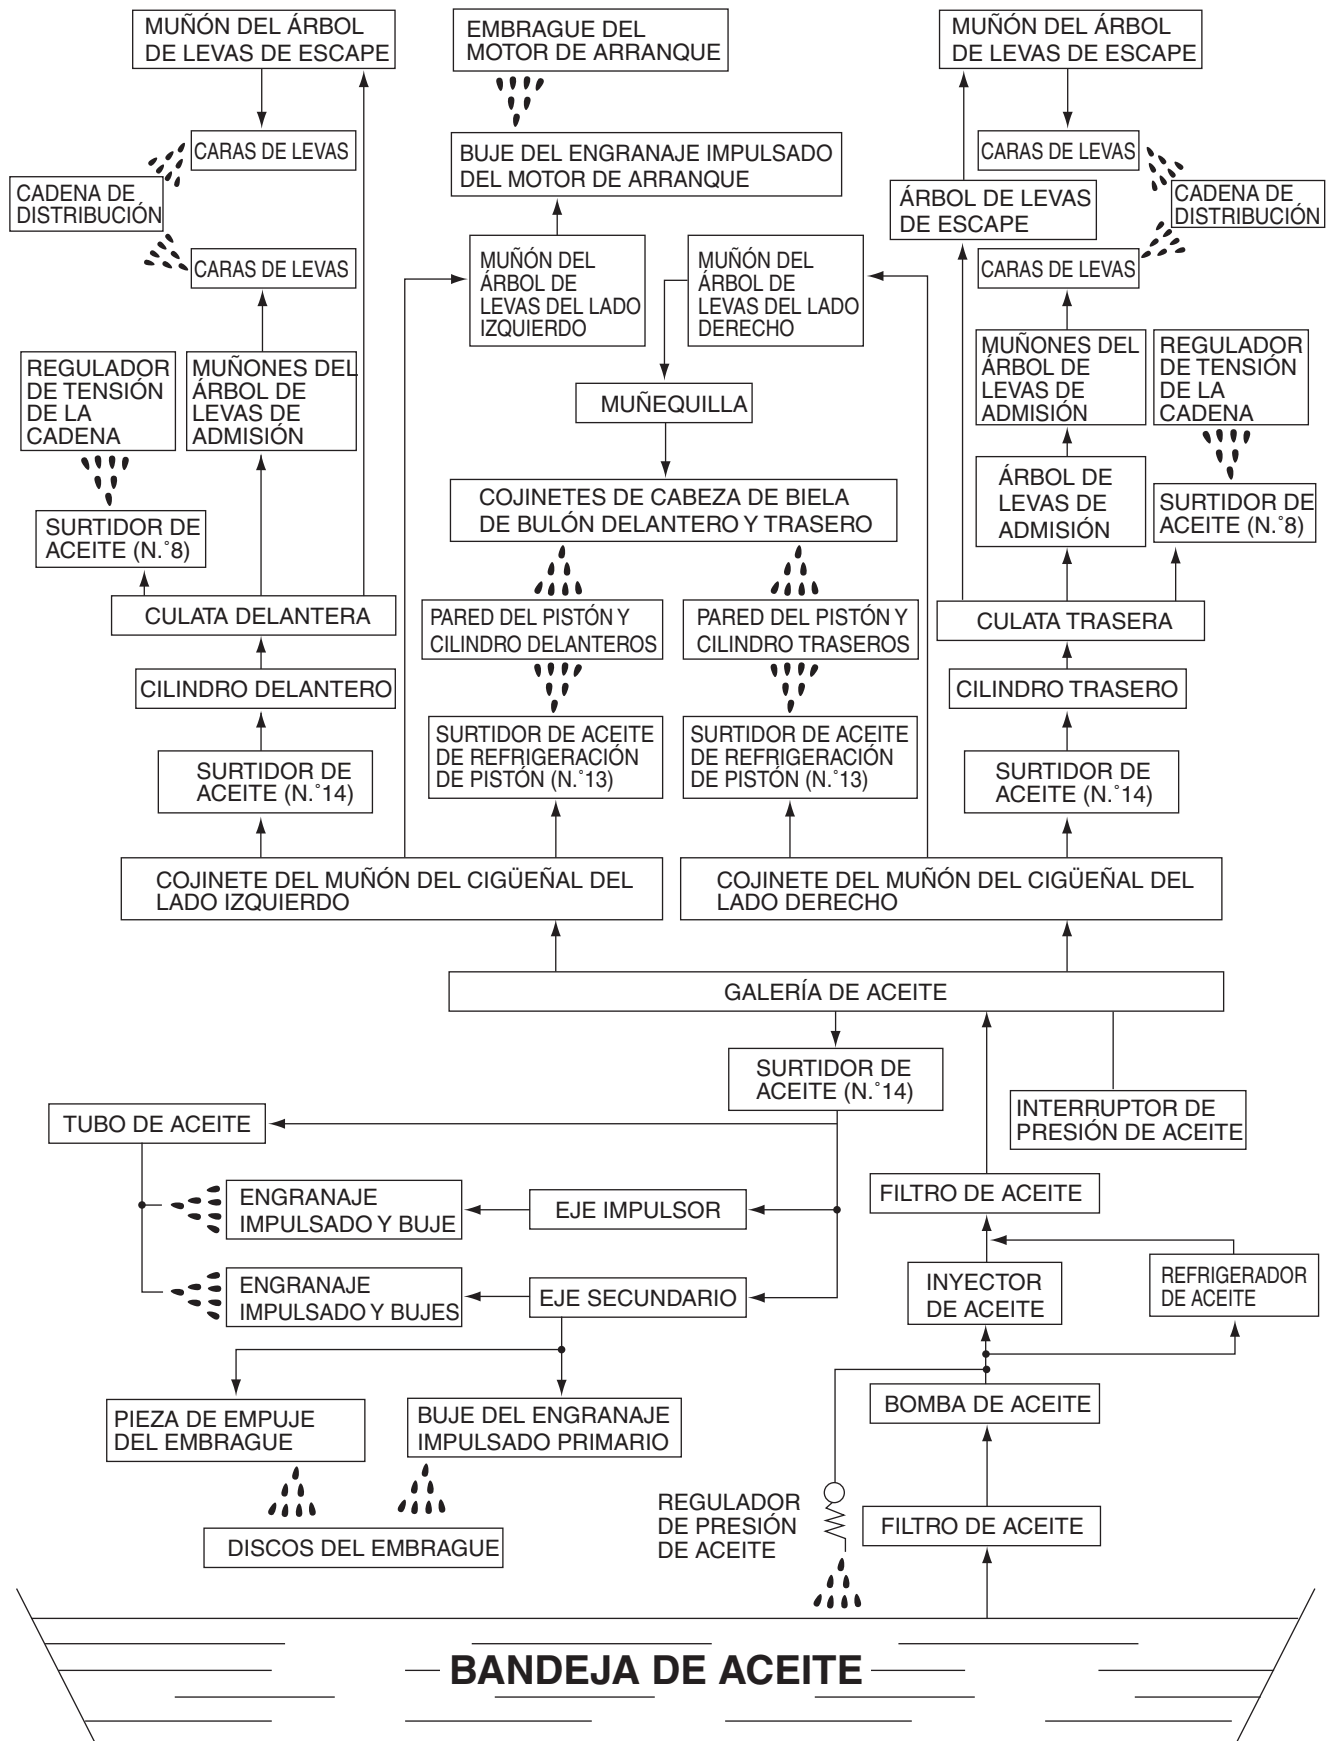 MUÑÓN DEL ÁRBOL
DE LEVAS DE ESCAPE
EMBRAGUE DEL
MOTOR DE ARRANQUE
MUÑÓN DEL ÁRBOL
DE LEVAS DE ESCAPE
CARAS DE LEVAS
BUJE DEL ENGRANAJE IMPULSADO
DEL MOTOR DE ARRANQUE
CARAS DE LEVAS
CADENA DE
DISTRIBUCIÓN
ÁRBOL DE LEVAS
DE ESCAPE
CADENA DE
DISTRIBUCIÓN
CARAS DE LEVAS
MUÑÓN DEL
ÁRBOL DE
LEVAS DEL LADO
IZQUIERDO
MUÑÓN DEL
ÁRBOL DE
LEVAS DEL LADO
DERECHO
CARAS DE LEVAS
REGULADOR
DE TENSIÓN
DE LA
CADENA
MUÑONES DEL
ÁRBOL DE
LEVAS DE
ADMISIÓN
MUÑEQUILLA
MUÑONES DEL
ÁRBOL DE
LEVAS DE
ADMISIÓN
REGULADOR
DE TENSIÓN
DE LA
CADENA
SURTIDOR DE
ACEITE (N.°8)
COJINETES DE CABEZA DE BIELA
DE BULÓN DELANTERO Y TRASERO
ÁRBOL DE
LEVAS DE
ADMISIÓN
SURTIDOR DE
ACEITE (N.°8)
CULATA DELANTERA
PARED DEL PISTÓN Y
CILINDRO DELANTEROS
PARED DEL PISTÓN Y
CILINDRO TRASEROS
CULATA TRASERA
CILINDRO DELANTERO
CILINDRO TRASERO
SURTIDOR DE
ACEITE (N.°14)
SURTIDOR DE ACEITE
DE REFRIGERACIÓN
DE PISTÓN (N.°13)
SURTIDOR DE ACEITE
DE REFRIGERACIÓN
DE PISTÓN (N.°13)
SURTIDOR DE
ACEITE (N.°14)
COJINETE DEL MUÑÓN DEL CIGÜEÑAL DEL
LADO IZQUIERDO
COJINETE DEL MUÑÓN DEL CIGÜEÑAL DEL
LADO DERECHO
GALERÍA DE ACEITE
SURTIDOR DE
ACEITE (N.°14)
TUBO DE ACEITE
INTERRUPTOR DE
PRESIÓN DE ACEITE
ENGRANAJE
IMPULSADO Y BUJE
EJE IMPULSOR
FILTRO DE ACEITE
ENGRANAJE
IMPULSADO Y BUJES
EJE SECUNDARIO
INYECTOR
DE ACEITE
REFRIGERADOR
DE ACEITE
PIEZA DE EMPUJE
DEL EMBRAGUE
BUJE DEL ENGRANAJE
IMPULSADO PRIMARIO
BOMBA DE ACEITE
DISCOS DEL EMBRAGUE
REGULADOR
DE PRESIÓN
DE ACEITE
FILTRO DE ACEITE
BANDEJA DE ACEITE